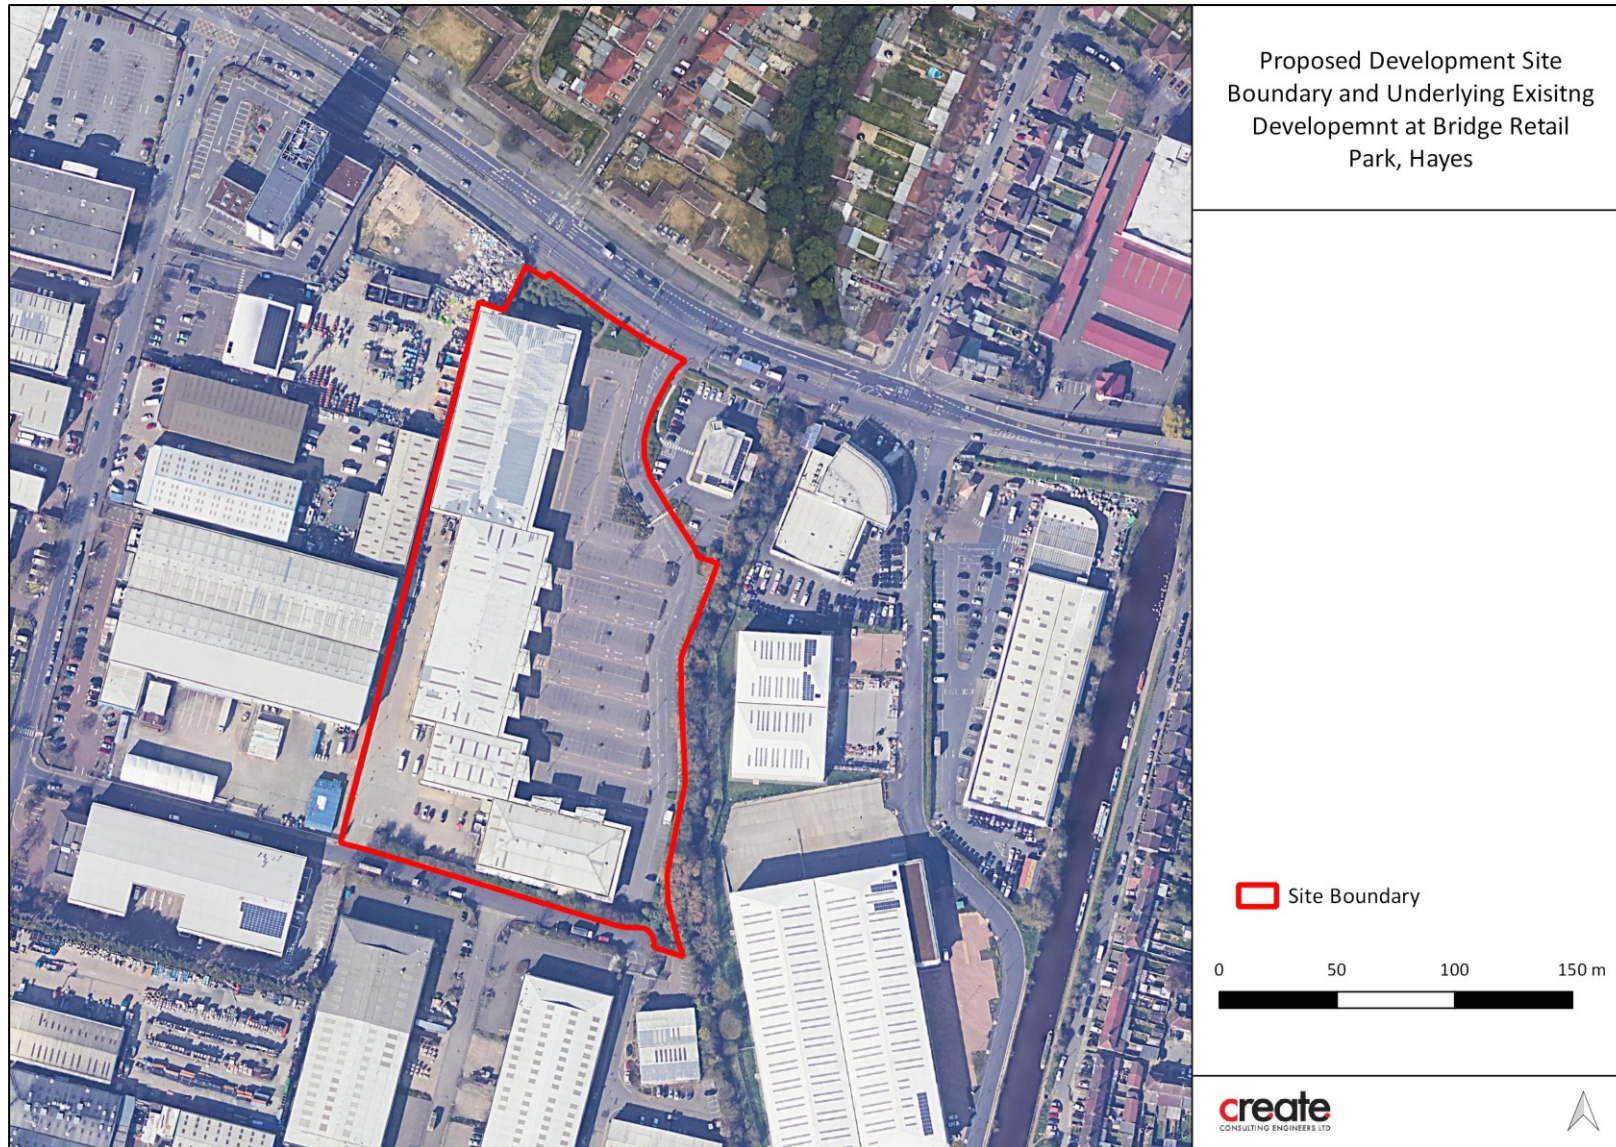 Proposed Development Site
Boundary and Underlying Exisitng
Developemnt at Bridge Retail
Park, Hayes
Site Boundary
0 50 100 150 m
create
CONSULTING ENGINEERS LTD